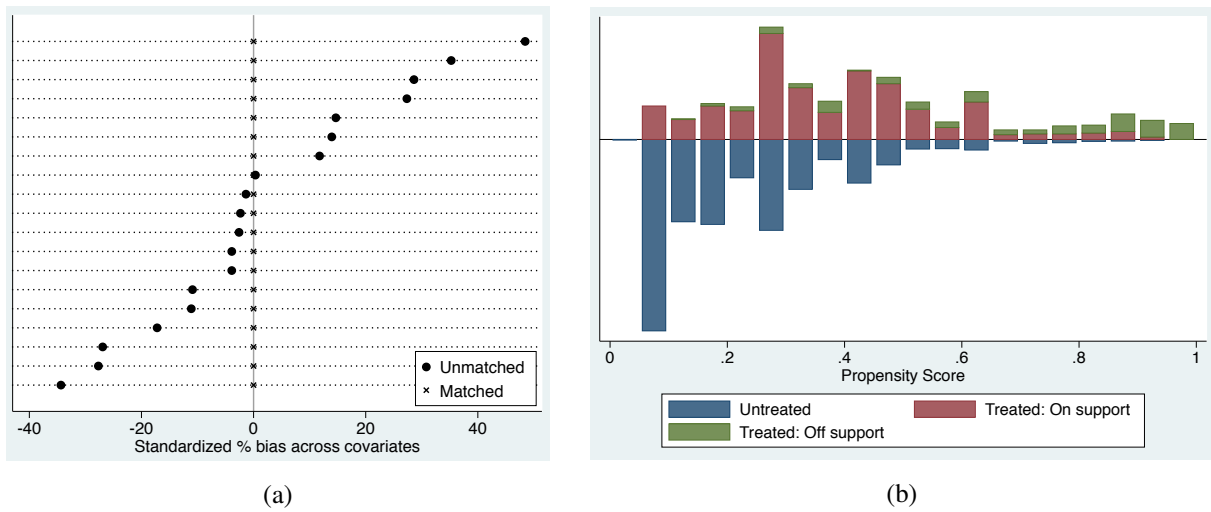 Unmatched
Matched
-40 -20 0 20 40
Standardized % bias across covariates
(a)
0 .2 .4 .6 .8 1
Propensity Score
Untreated Treated: On support
Treated: Off support
(b)